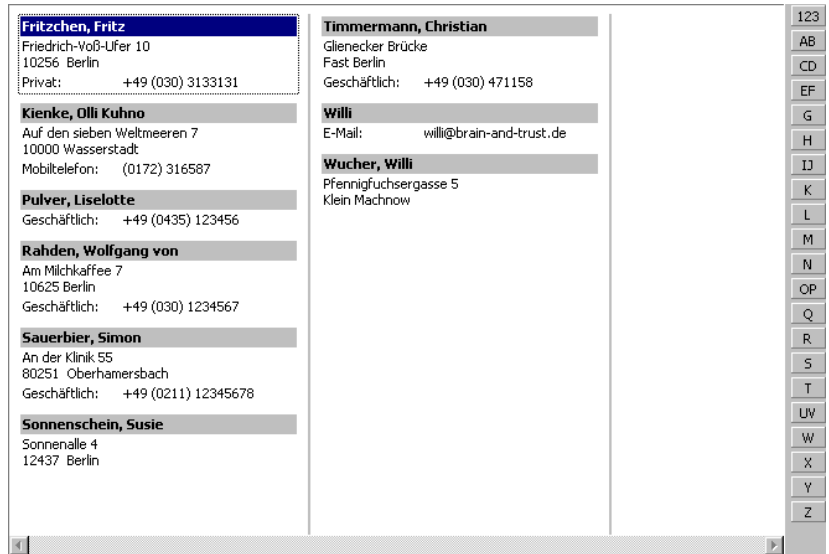 Fritzchen, Fritz
Friedrich-Voß-Ufer 10
10256 Berlin
Privat: +49 (030) 3133131
Kienke, Olli Kuhno
Auf den sieben Weltmeeren 7
10000 Wasserstadt
Mobiltelefon: (0172) 316587
Pulver, Liselotte
Geschäftlich: +49 (0435) 123456
Rahden, Wolfgang von
Am Milchkaffee 7
10625 Berlin
Geschäftlich: +49 (030) 1234567
Sauerbier, Simon
An der Klinik 55
80251 Oberhamersbach
Geschäftlich: +49 (0211) 12345678
Sonnenschein, Susie
Sonnenalle 4
12437 Berlin
Timmermann, Christian
Glienecker Brücke
Fast Berlin
Geschäftlich: +49 (030) 471158
Willi
E-Mail: willi@brain-and-trust.de
Wucher, Willi
Pfennigfuchsergasse 5
Klein Machnow
123
AB
CD
EF
G
H
IJ
K
L
M
N
OP
Q
R
S
T
UV
W
X
Y
Z